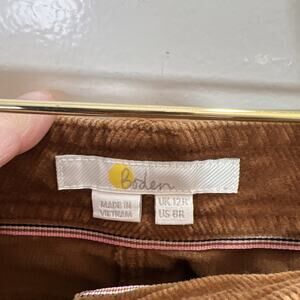 Boden
MADE IN
VIETNAM
UK 12R
US 8R